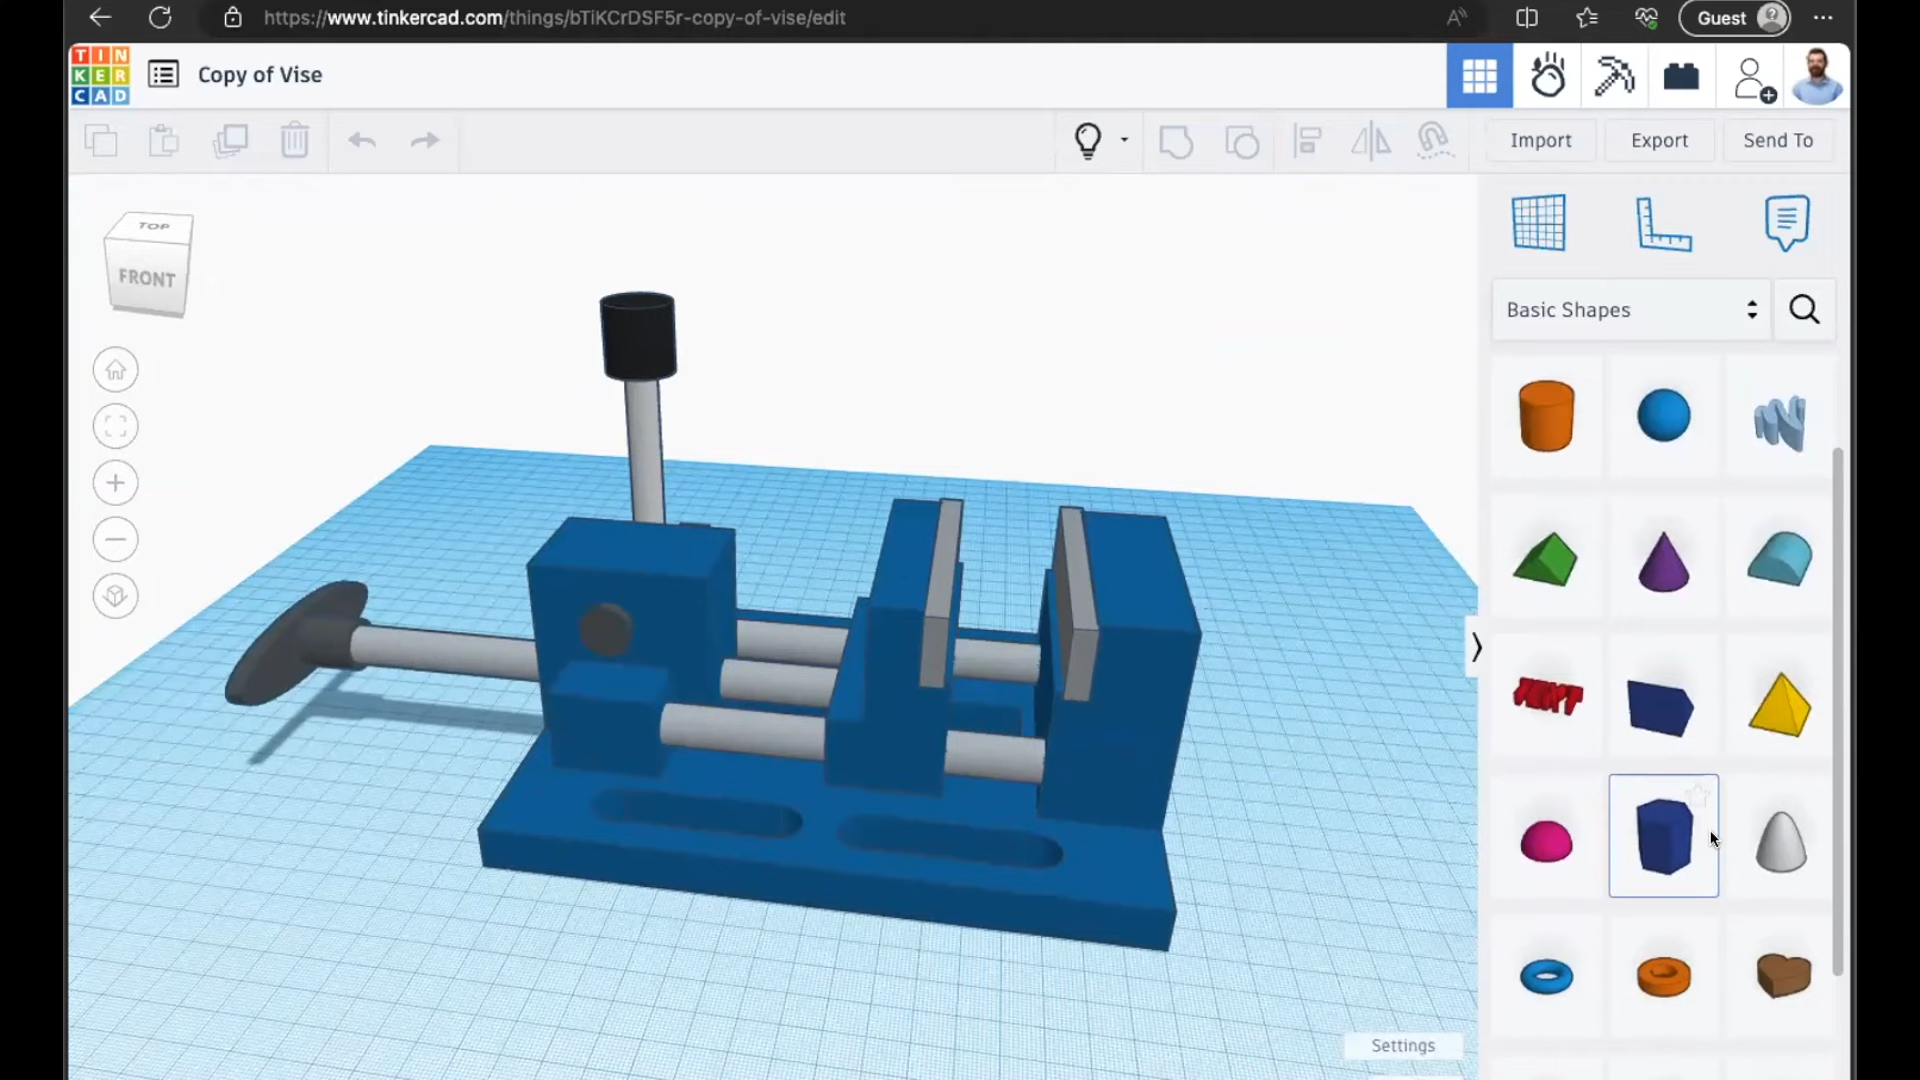 https://www.tinkercad.com/things/bTiKCrDSF5r-copy-of-vise/edit
Guest
TIN
KER
CAD
Copy of Vise
Import
Export
Send To
TOP
FRONT
Basic Shapes
TEXT
Settings